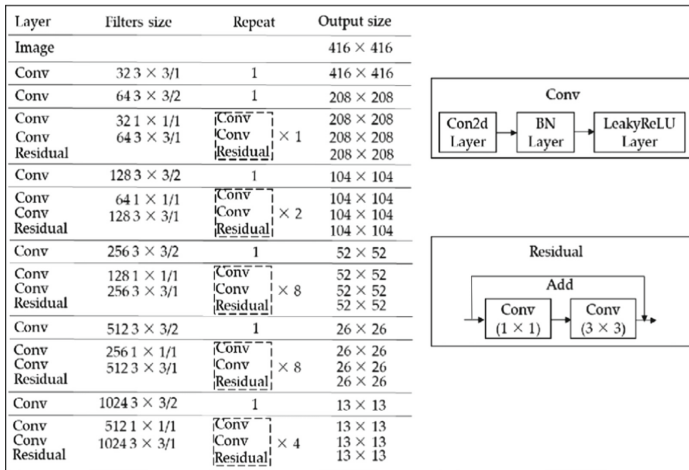 Layer Filters size Repeat Output size
Image 416 × 416
Conv 32 3 × 3/1 1 416 × 416
Conv 64 3 × 3/2 1 208 × 208
Conv 32 1 × 1/1 Conv 208 × 208
Conv 64 3 × 3/1 Conv × 1 208 × 208
Residual Residual 208 × 208
Conv 128 3 × 3/2 1 104 × 104
Conv 64 1 × 1/1 Conv 104 × 104
Conv 128 3 × 3/1 Conv × 2 104 × 104
Residual Residual 104 × 104
Conv 256 3 × 3/2 1 52 × 52
Conv 128 1 × 1/1 Conv 52 × 52
Conv 256 3 × 3/1 Conv × 8 52 × 52
Residual Residual 52 × 52
Conv 512 3 × 3/2 1 26 × 26
Conv 256 1 × 1/1 Conv 26 × 26
Conv 512 3 × 3/1 Conv × 8 26 × 26
Residual Residual 26 × 26
Conv 1024 3 × 3/2 1 13 × 13
Conv 512 1 × 1/1 Conv 13 × 13
Conv 1024 3 × 3/1 Conv × 4 13 × 13
Residual Residual 13 × 13
Conv
Con2d BN LeakyReLU
Layer Layer Layer
Residual
Add
Conv Conv
(1 × 1) (3 × 3)